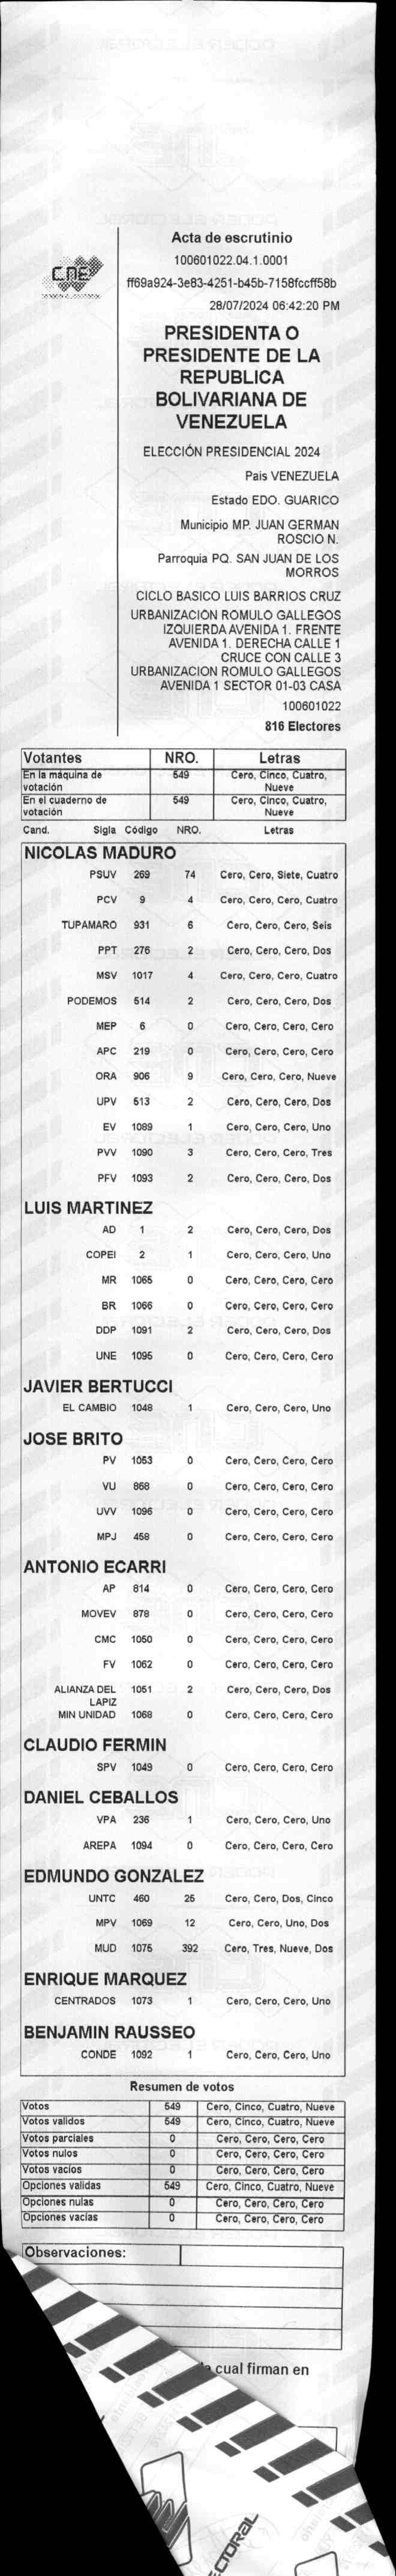 CNE
Acta de escrutinio
100601022.04.1.0001
ff69a924-3e83-4251-b45b-7158fccff58b
28/07/2024 06:42:20 PM
PRESIDENTA O
PRESIDENTE DE LA
REPUBLICA
BOLIVARIANA DE
VENEZUELA
ELECCIÓN PRESIDENCIAL 2024
Pais VENEZUELA
Estado EDO. GUARICO
Municipio MP. JUAN GERMAN
ROSCIO N.
Parroquia PQ. SAN JUAN DE LOS
MORROS
CICLO BASICO LUIS BARRIOS CRUZ
URBANIZACION ROMULO GALLEGOS
IZQUIERDA AVENIDA 1. FRENTE
AVENIDA 1. DERECHA CALLE 1
CRUCE CON CALLE 3
URBANIZACION ROMULO GALLEGOS
AVENIDA 1 SECTOR 01-03 CASA
100601022
816 Electores
Votantes NRO. Letras
En la máquina de votación 549 Cero, Cinco, Cuatro, Nueve
En el cuaderno de votación 549 Cero, Cinco, Cuatro, Nueve
Cand. Sigla Código NRO. Letras
NICOLAS MADURO
PSUV 269 74 Cero, Cero, Siete, Cuatro
PCV 9 4 Cero, Cero, Cero, Cuatro
TUPAMARO 931 6 Cero, Cero, Cero, Seis
PPT 276 2 Cero, Cero, Cero, Dos
MSV 1017 4 Cero, Cero, Cero, Cuatro
PODEMOS 514 2 Cero, Cero, Cero, Dos
MEP 6 0 Cero, Cero, Cero, Cero
APC 219 0 Cero, Cero, Cero, Cero
ORA 906 9 Cero, Cero, Cero, Nueve
UPV 513 2 Cero, Cero, Cero, Dos
EV 1089 1 Cero, Cero, Cero, Uno
PVV 1090 3 Cero, Cero, Cero, Tres
PFV 1093 2 Cero, Cero, Cero, Dos
LUIS MARTINEZ
AD 1 2 Cero, Cero, Cero, Dos
COPEI 2 1 Cero, Cero, Cero, Uno
MR 1065 0 Cero, Cero, Cero, Cero
BR 1066 0 Cero, Cero, Cero, Cero
DDP 1091 2 Cero, Cero, Cero, Dos
UNE 1095 0 Cero, Cero, Cero, Cero
JAVIER BERTUCCI
EL CAMBIO 1048 1 Cero, Cero, Cero, Uno
JOSE BRITO
PV 1053 0 Cero, Cero, Cero, Cero
VU 868 0 Cero, Cero, Cero, Cero
UVV 1096 0 Cero, Cero, Cero, Cero
MPJ 458 0 Cero, Cero, Cero, Cero
ANTONIO ECARRI
AP 814 0 Cero, Cero, Cero, Cero
MOVEV 878 0 Cero, Cero, Cero, Cero
CMC 1050 0 Cero, Cero, Cero, Cero
FV 1062 0 Cero, Cero, Cero, Cero
ALIANZA DEL LAPIZ 1051 2 Cero, Cero, Cero, Dos
MIN UNIDAD 1068 0 Cero, Cero, Cero, Cero
CLAUDIO FERMIN
SPV 1049 0 Cero, Cero, Cero, Cero
DANIEL CEBALLOS
VPA 236 1 Cero, Cero, Cero, Uno
AREPA 1094 0 Cero, Cero, Cero, Cero
EDMUNDO GONZALEZ
UNTC 460 25 Cero, Cero, Dos, Cinco
MPV 1069 12 Cero, Cero, Uno, Dos
MUD 1075 392 Cero, Tres, Nueve, Dos
ENRIQUE MARQUEZ
CENTRADOS 1073 1 Cero, Cero, Cero, Uno
BENJAMIN RAUSSEO
CONDE 1092 1 Cero, Cero, Cero, Uno
Resumen de votos
Votos 549 Cero, Cinco, Cuatro, Nueve
Votos validos 549 Cero, Cinco, Cuatro, Nueve
Votos parciales 0 Cero, Cero, Cero, Cero
Votos nulos 0 Cero, Cero, Cero, Cero
Votos vacíos 0 Cero, Cero, Cero, Cero
Opciones validas 549 Cero, Cinco, Cuatro, Nueve
Opciones nulas 0 Cero, Cero, Cero, Cero
Opciones vacías 0 Cero, Cero, Cero, Cero
Observaciones:
cual firman en